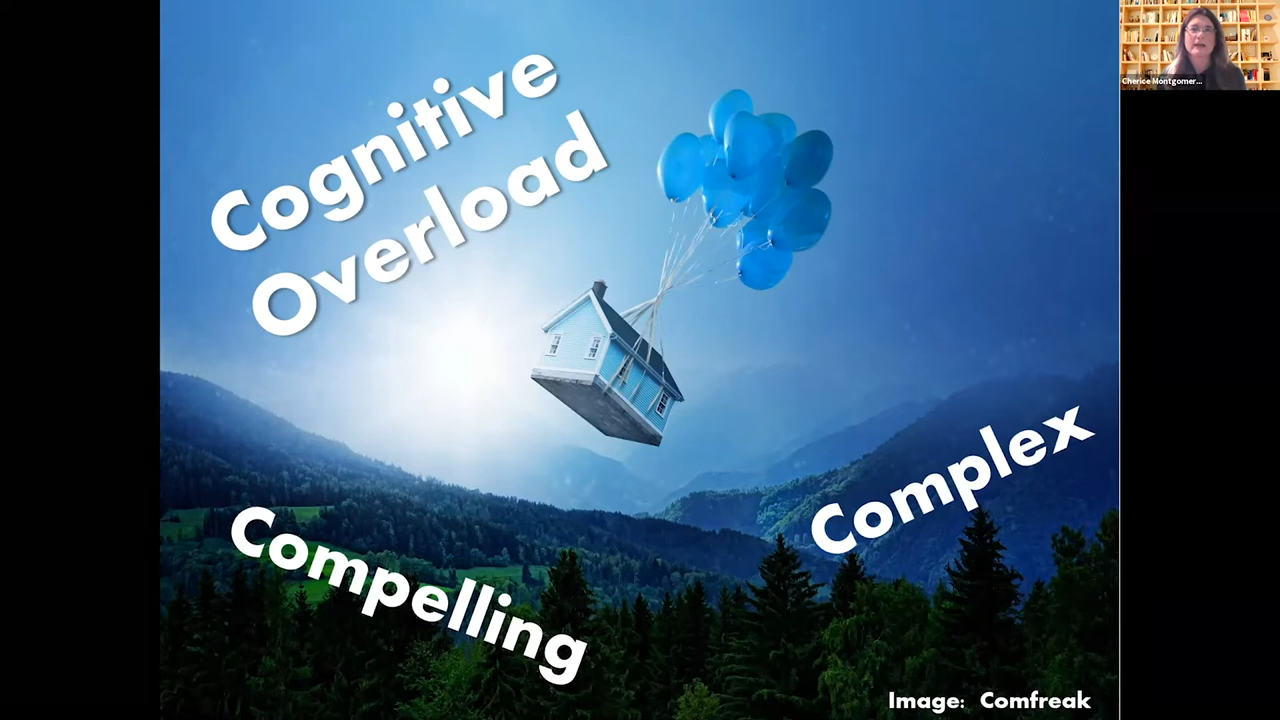 Cognitive
Overload
Complex
Compelling
Image: Comfreak
Cherice Montgomer...